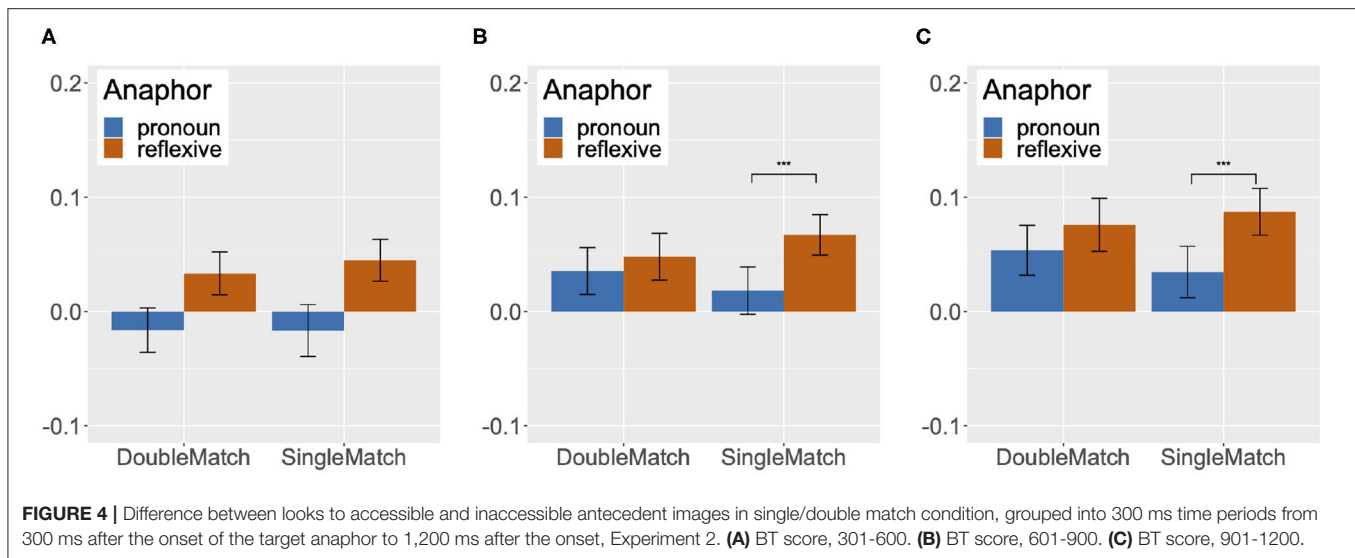 A
0.2
0.1
0.0
-0.1
Anaphor
pronoun
reflexive
DoubleMatch
SingleMatch
B
0.2
0.1
0.0
-0.1
Anaphor
pronoun
reflexive
***
DoubleMatch
SingleMatch
C
0.2
0.1
0.0
-0.1
Anaphor
pronoun
reflexive
***
DoubleMatch
SingleMatch
FIGURE 4 | Difference between looks to accessible and inaccessible antecedent images in single/double match condition, grouped into 300 ms time periods from
300 ms after the onset of the target anaphor to 1,200 ms after the onset, Experiment 2. (A) BT score, 301-600. (B) BT score, 601-900. (C) BT score, 901-1200.